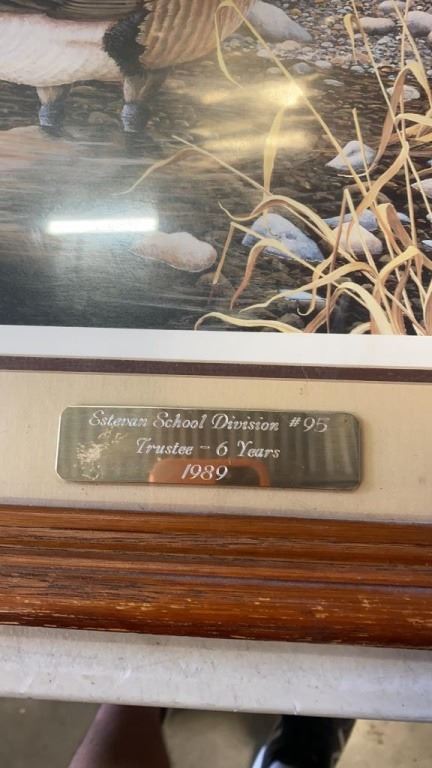 Estevan School Division #95
Trustee - 6 Years
1989